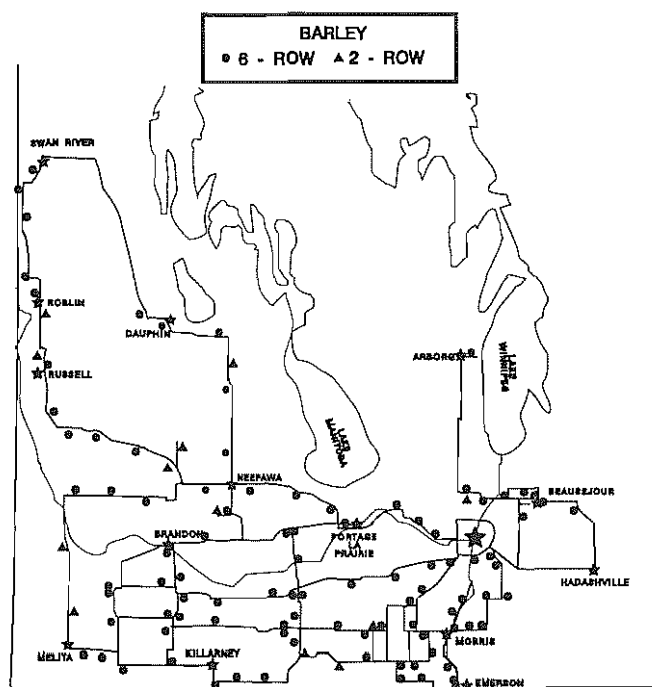 BARLEY
6 - ROW 2 - ROW
SWAN RIVER
ROBLIN
DAUPHIN
RUSSELL
ARBORG
LAKE
WINNIPEG
LAKE
MANITOBA
NEEPAWA
BEAUSEJOUR
BRANDON
PORTAGE
LA
PRAIRIE
HADASHVILLE
MORRIS
MELITA
KILLARNEY
EMERSON